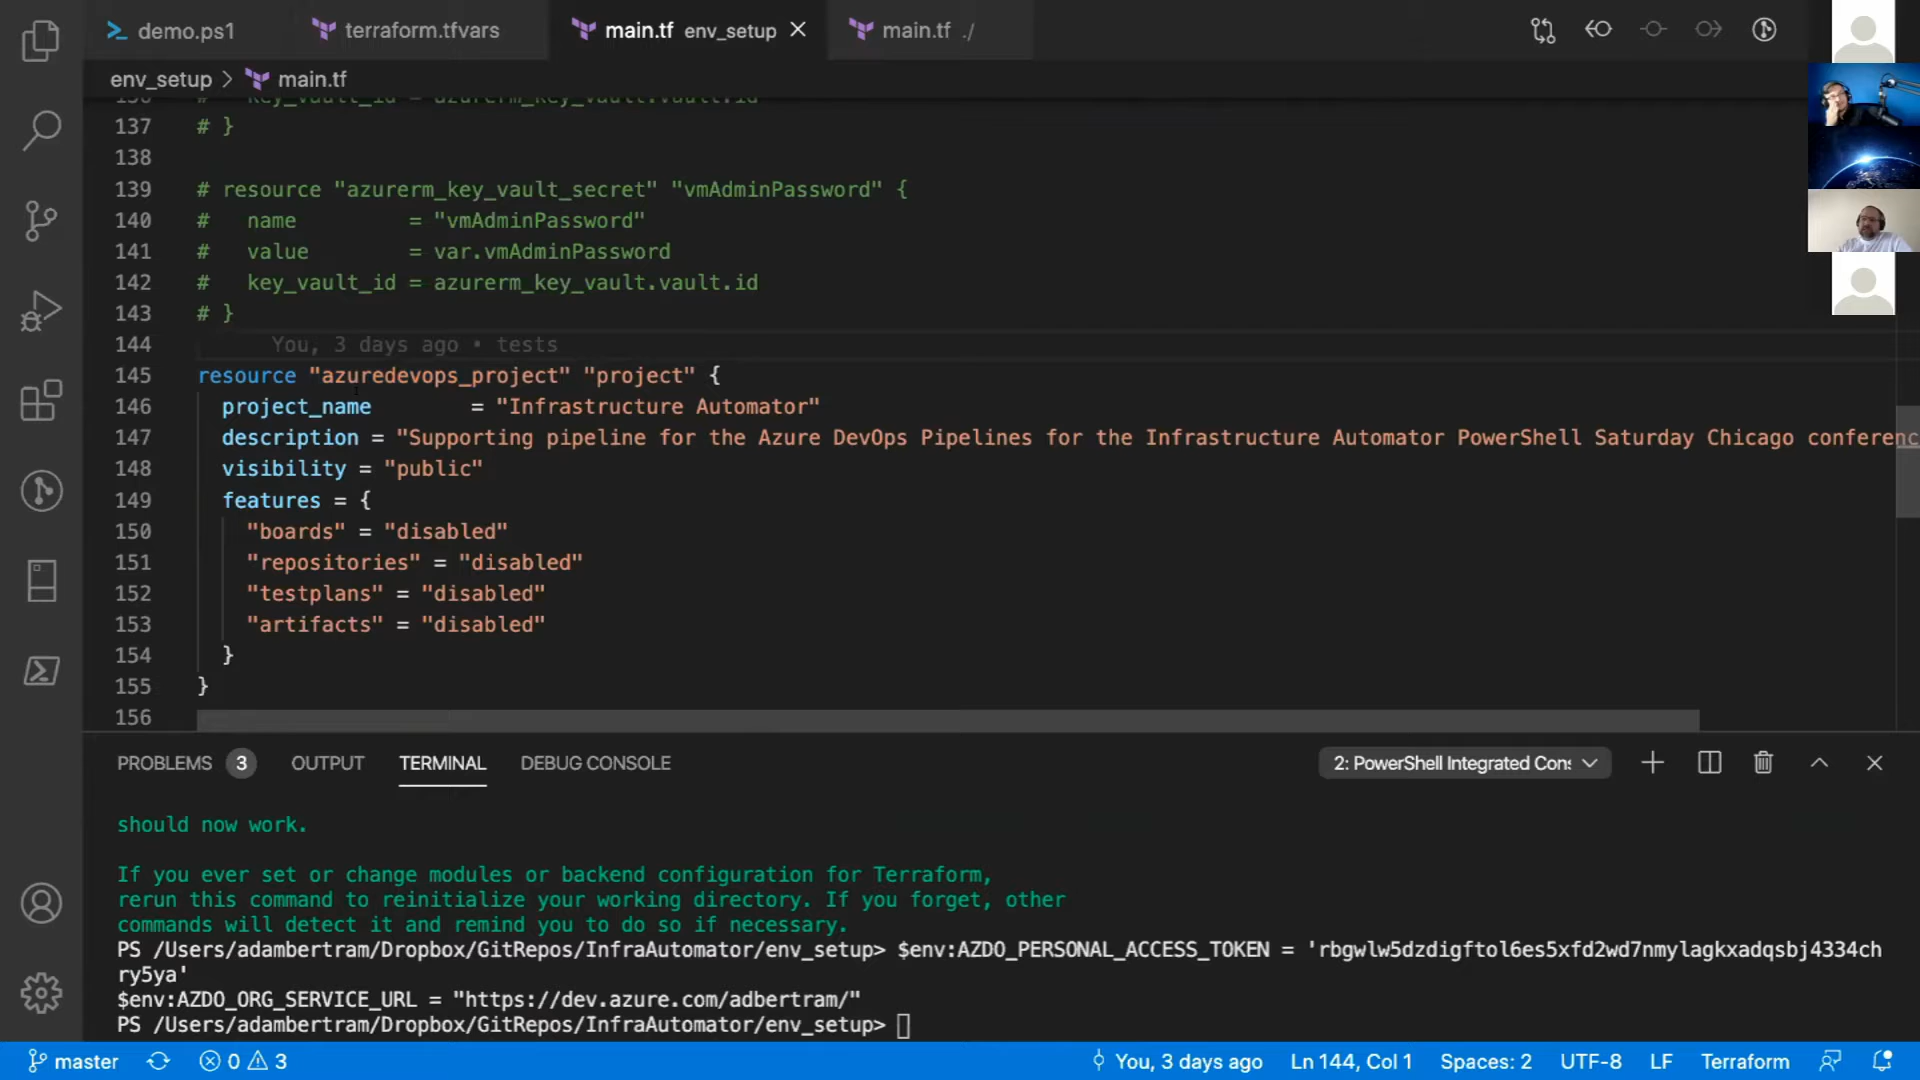 demo.ps1
terraform.tfvars
main.tf env_setup
main.tf ./
env_setup > main.tf
136 # key_vault_id = azurerm_key_vault.vault.id
137 # }
138
139 # resource "azurerm_key_vault_secret" "vmAdminPassword" {
140 #   name         = "vmAdminPassword"
141 #   value        = var.vmAdminPassword
142 #   key_vault_id = azurerm_key_vault.vault.id
143 # }
144 You, 3 days ago • tests
145 resource "azuredevops_project" "project" {
146   project_name        = "Infrastructure Automator"
147   description = "Supporting pipeline for the Azure DevOps Pipelines for the Infrastructure Automator PowerShell Saturday Chicago conferenc
148   visibility = "public"
149   features = {
150     "boards" = "disabled"
151     "repositories" = "disabled"
152     "testplans" = "disabled"
153     "artifacts" = "disabled"
154   }
155 }
156
PROBLEMS 3 OUTPUT TERMINAL DEBUG CONSOLE 2: PowerShell Integrated Con
should now work.
If you ever set or change modules or backend configuration for Terraform,
rerun this command to reinitialize your working directory. If you forget, other
commands will detect it and remind you to do so if necessary.
PS /Users/adambertram/Dropbox/GitRepos/InfraAutomator/env_setup> $env:AZDO_PERSONAL_ACCESS_TOKEN = 'rbgwlw5dzdigftol6es5xfd2wd7nmylagkxadqsbj4334ch
ry5ya'
$env:AZDO_ORG_SERVICE_URL = "https://dev.azure.com/adbertram/"
PS /Users/adambertram/Dropbox/GitRepos/InfraAutomator/env_setup>
master 0 3 You, 3 days ago Ln 144, Col 1 Spaces: 2 UTF-8 LF Terraform